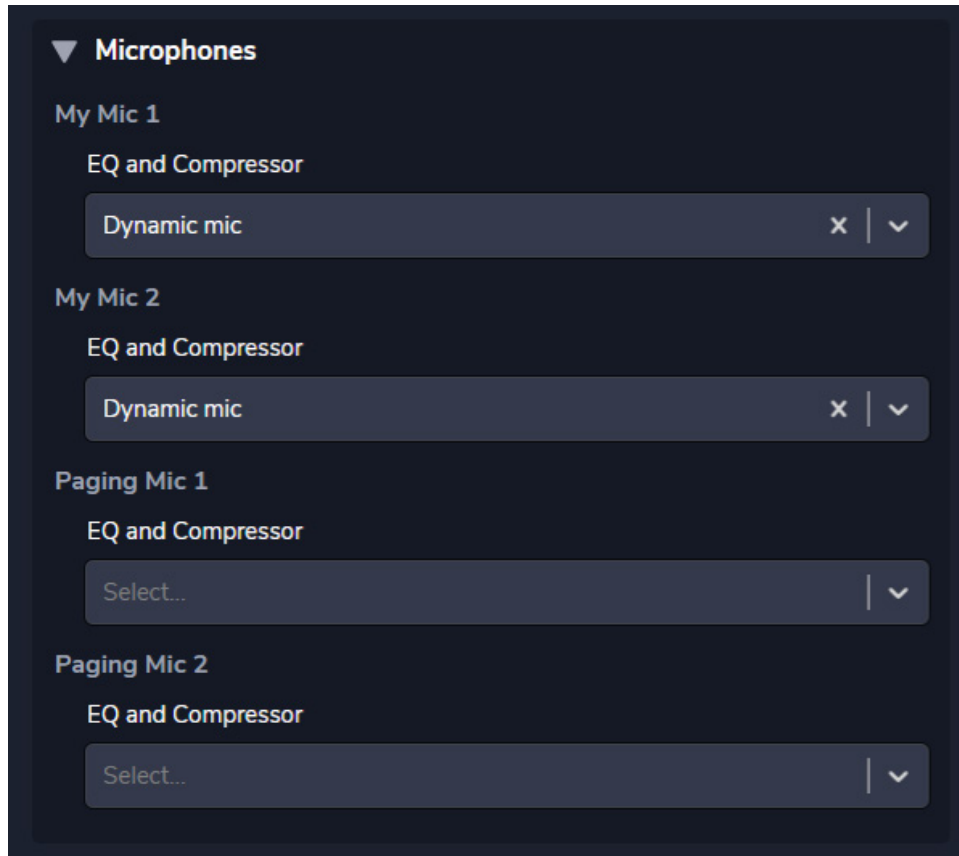 Microphones
My Mic 1
EQ and Compressor
Dynamic mic
My Mic 2
EQ and Compressor
Dynamic mic
Paging Mic 1
EQ and Compressor
Select...
Paging Mic 2
EQ and Compressor
Select...